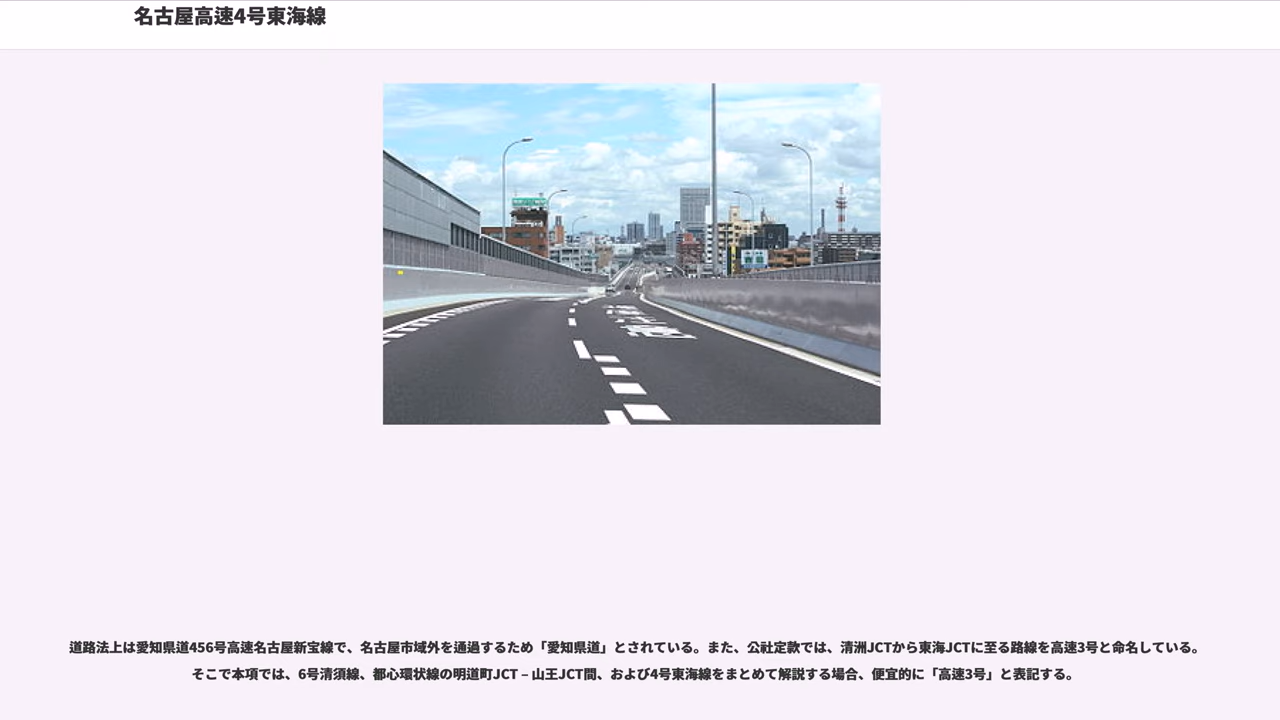 名古屋高速4号東海線
道路法上は愛知県道456号高速名古屋新宝線で、名古屋市域外を通過するため「愛知県道」とされている。また、公社定款では、清洲JCTから東海JCTに至る路線を高速3号と命名している。
そこで本項では、6号清須線、都心環状線の明道町JCT – 山王JCT間、および4号東海線をまとめて解説する場合、便宜的に「高速3号」と表記する。